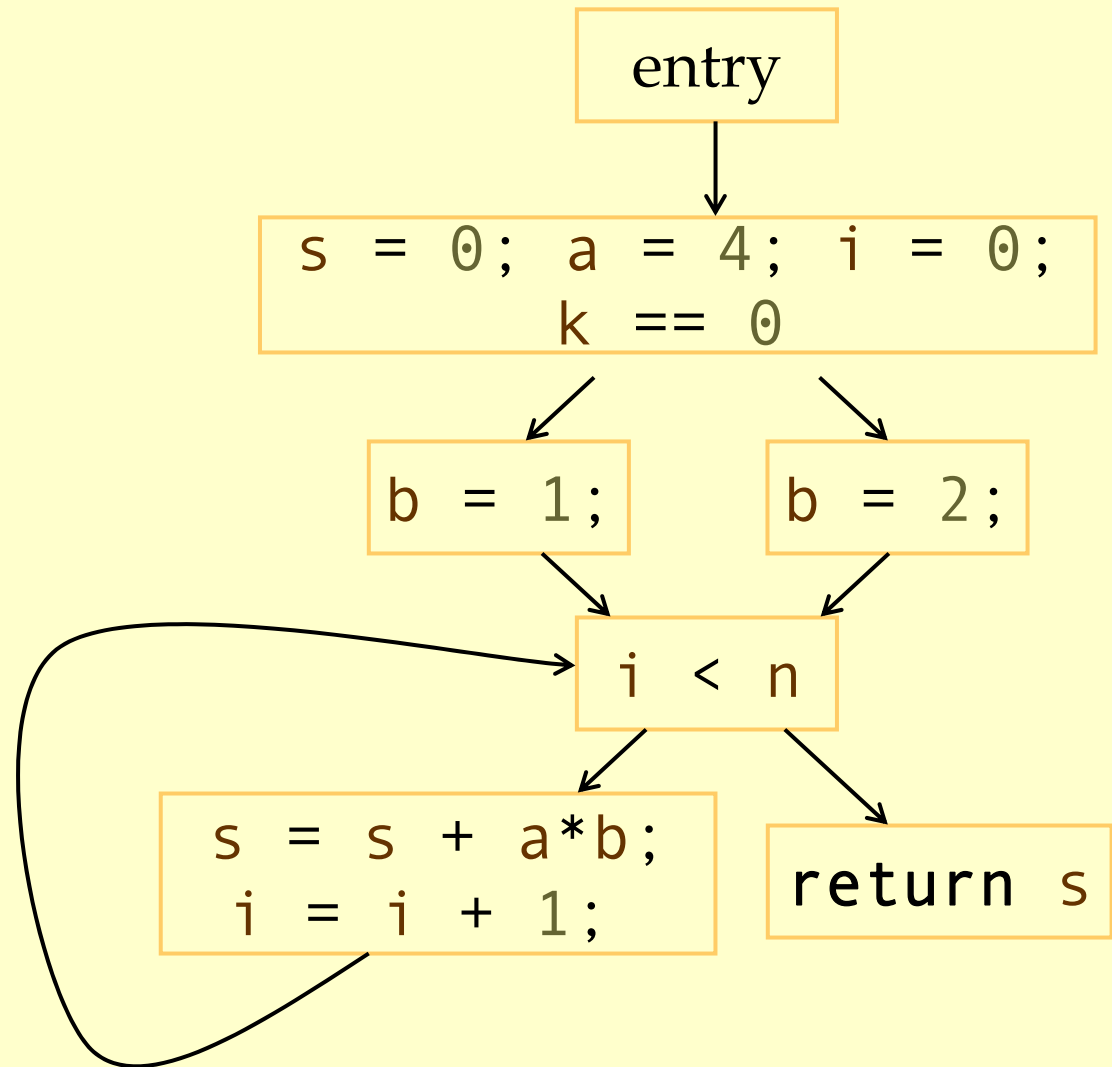 entry
s = 0; a = 4; i = 0;
k == 0
b = 1;
b = 2;
i < n
s = s + a*b;
i = i + 1;
return s